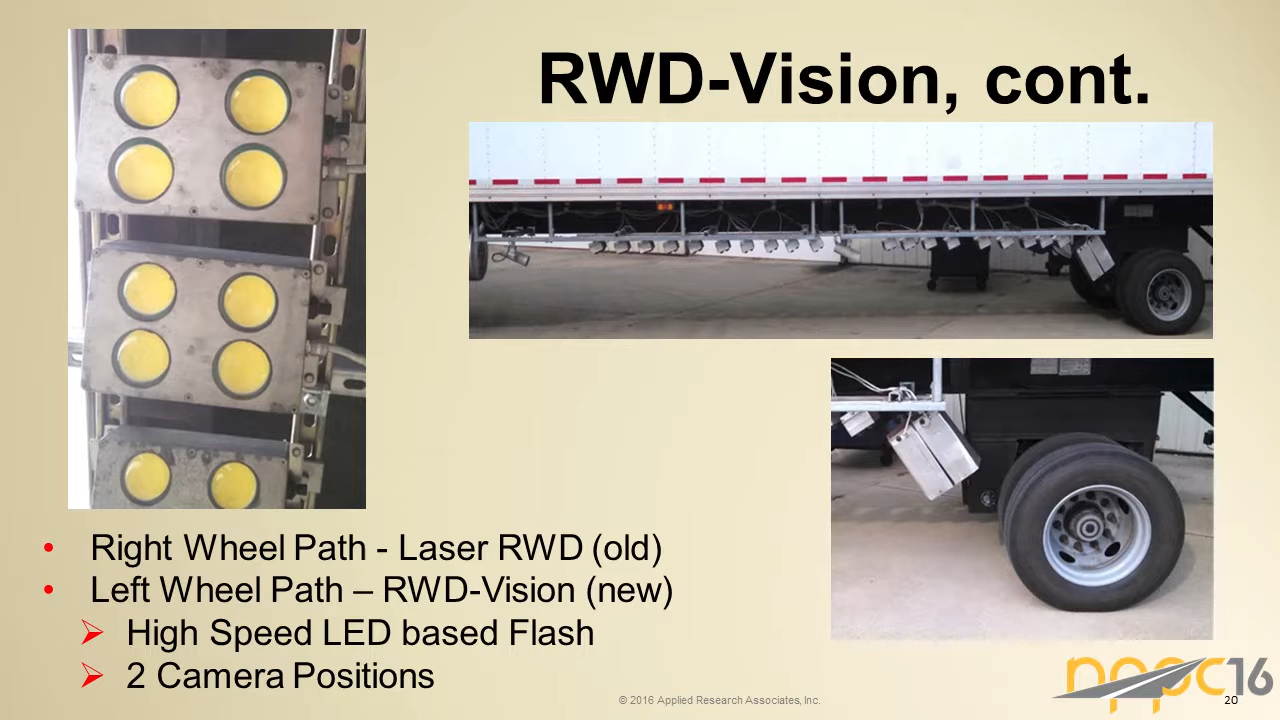 RWD-Vision, cont.
• Right Wheel Path - Laser RWD (old)
• Left Wheel Path – RWD-Vision (new)
➢ High Speed LED based Flash
➢ 2 Camera Positions
© 2016 Applied Research Associates, Inc.
nppc16
20